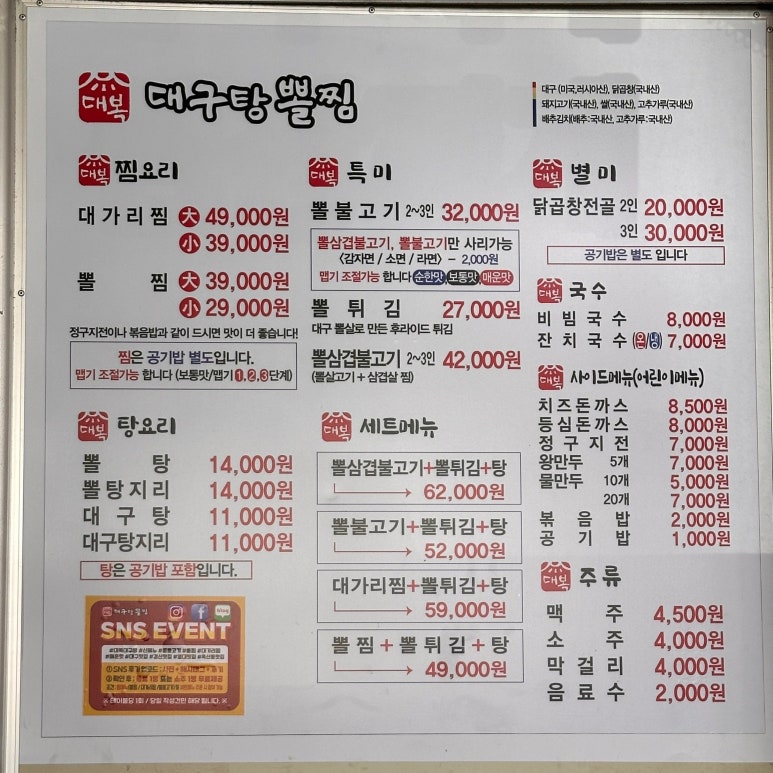 대복 대구탕 뽈찜
대구 (미국,러시아산), 닭곱창(국내산)
돼지고기(국내산), 쌀(국내산), 고추가루(국내산)
배추김치(배추:국내산, 고추가루:국내산)
대복 찜요리
대가리찜 大 49,000원
小 39,000원
뽈 찜 大 39,000원
小 29,000원
정구지전이나 볶음밥과 같이 드시면 맛이 더 좋습니다!
찜은 공기밥 별도입니다.
맵기 조절가능 합니다 (보통맛/맵기1,2,3단계)
대복 탕요리
뽈 탕 14,000원
뽈탕지리 14,000원
대구탕 11,000원
대구탕지리 11,000원
탕은 공기밥 포함입니다.
대구탕뽈찜 blog
SNS EVENT
대복 특미
뽈불고기 2~3인 32,000원
뽈삼겹불고기, 뽈불고기만 사리가능
<감자면 / 소면 / 라면> - 2,000원
맵기 조절가능 합니다 순한맛,보통맛,매운맛
뽈튀김 27,000원
대구 뽈살로 만든 후라이드 튀김
뽈삼겹불고기 2~3인 42,000원
(뽈살고기 + 삼겹살 찜)
대복 세트메뉴
뽈삼겹불고기+뽈튀김+탕
62,000원
뽈불고기+뽈튀김+탕
52,000원
대가리찜+뽈튀김+탕
59,000원
뽈찜+뽈튀김+탕
49,000원
대복 별미
닭곱창전골 2인 20,000원
3인 30,000원
공기밥은 별도 입니다
대복 국수
비빔국수 8,000원
잔치국수(온/냉) 7,000원
대복 사이드메뉴(어린이메뉴)
치즈돈까스 8,500원
등심돈까스 8,000원
정구지전 7,000원
왕만두 5개 7,000원
물만두 10개 5,000원
20개 7,000원
볶음밥 2,000원
공기밥 1,000원
대복 주류
맥주 4,500원
소주 4,000원
막걸리 4,000원
음료수 2,000원